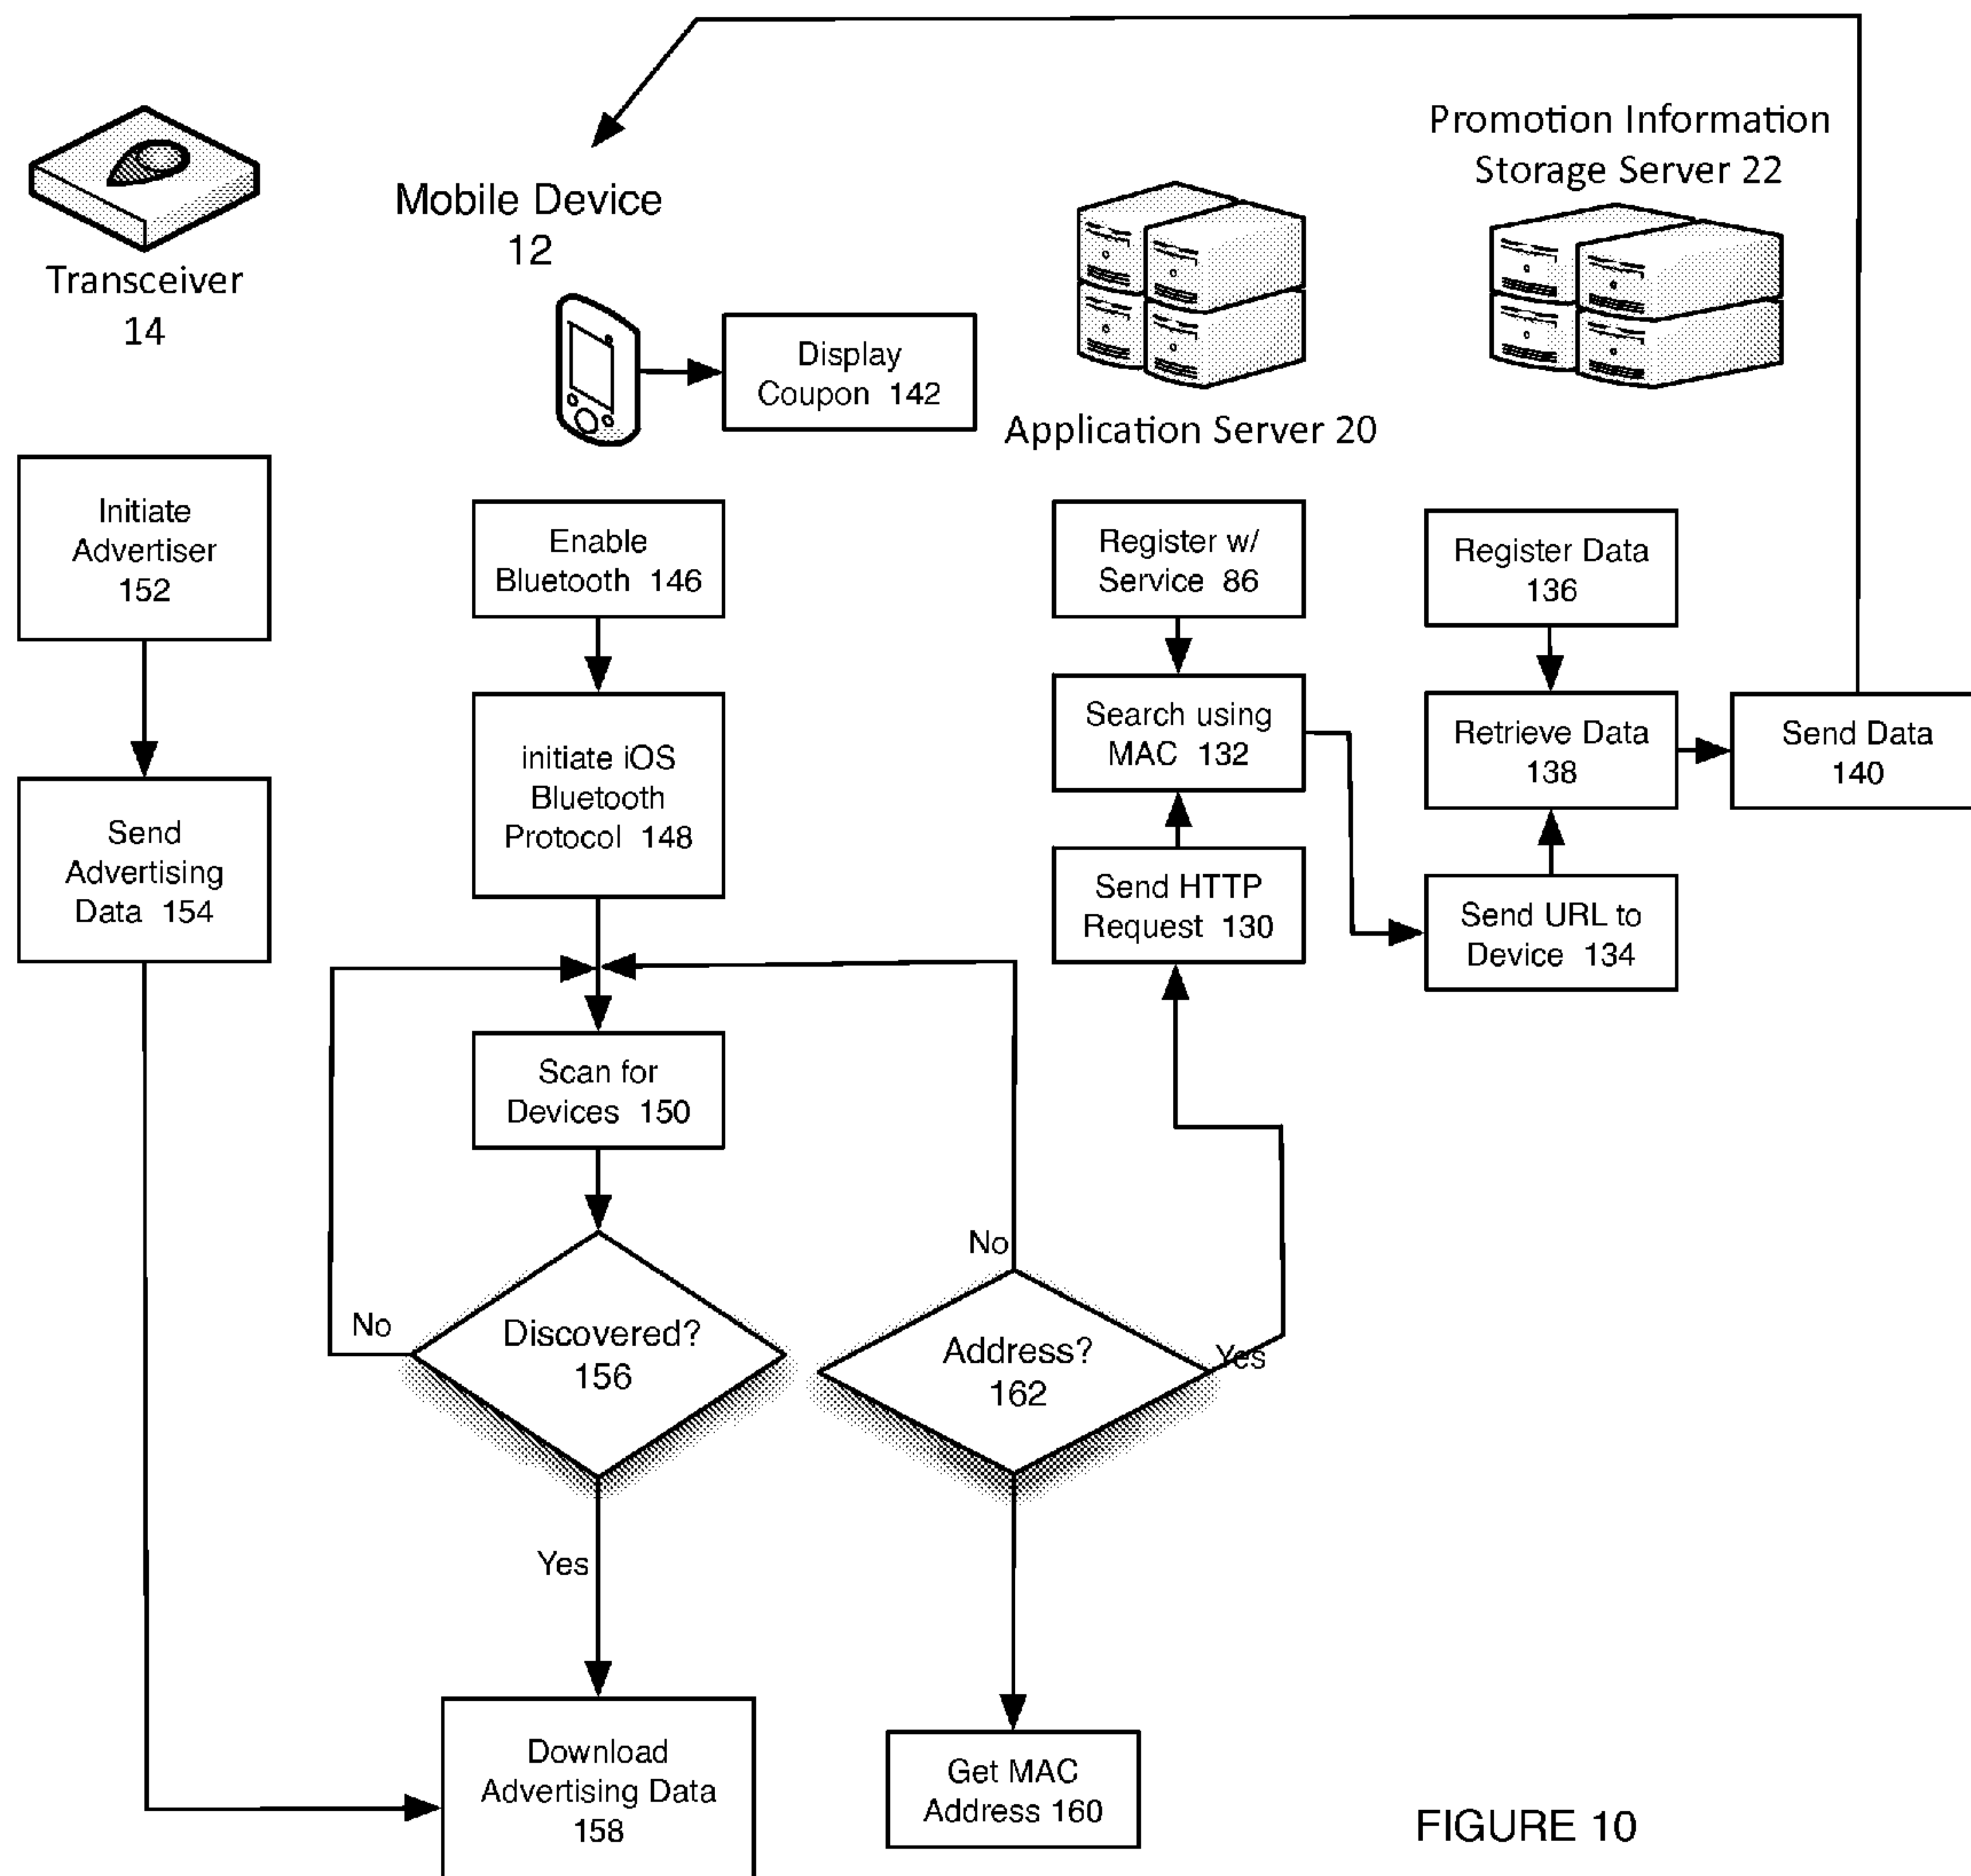 Promotion Information
Storage Server 22
Mobile Device
12
Transceiver
14
Display
Coupon 142
Application Server 20
Initiate
Advertiser
152
Enable
Bluetooth 146
Register w/
Service 86
Register Data
136
Search using
MAC 132
Retrieve Data
138
Send Data
140
initiate iOS
Bluetooth
Protocol 148
Send
Advertising
Data 154
Send HTTP
Request 130
Send URL to
Device 134
Scan for
Devices 150
No
No
Discovered?
156
Address?
162
Yes
Yes
Download
Advertising Data
158
Get MAC
Address 160
FIGURE 10